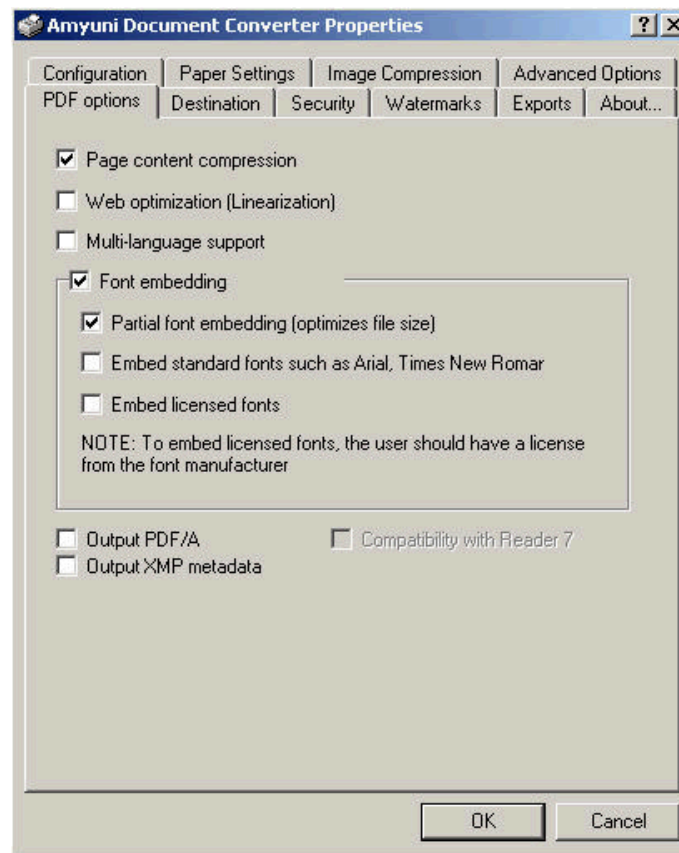 Amyuni Document Converter Properties
Configuration Paper Settings Image Compression Advanced Options
PDF options Destination Security Watermarks Exports About...
Page content compression
Web optimization (Linearization)
Multi-language support
Font embedding
Partial font embedding (optimizes file size)
Embed standard fonts such as Arial, Times New Romar
Embed licensed fonts
NOTE: To embed licensed fonts, the user should have a license
from the font manufacturer
Output PDF/A Compatibility with Reader 7
Output XMP metadata
OK Cancel